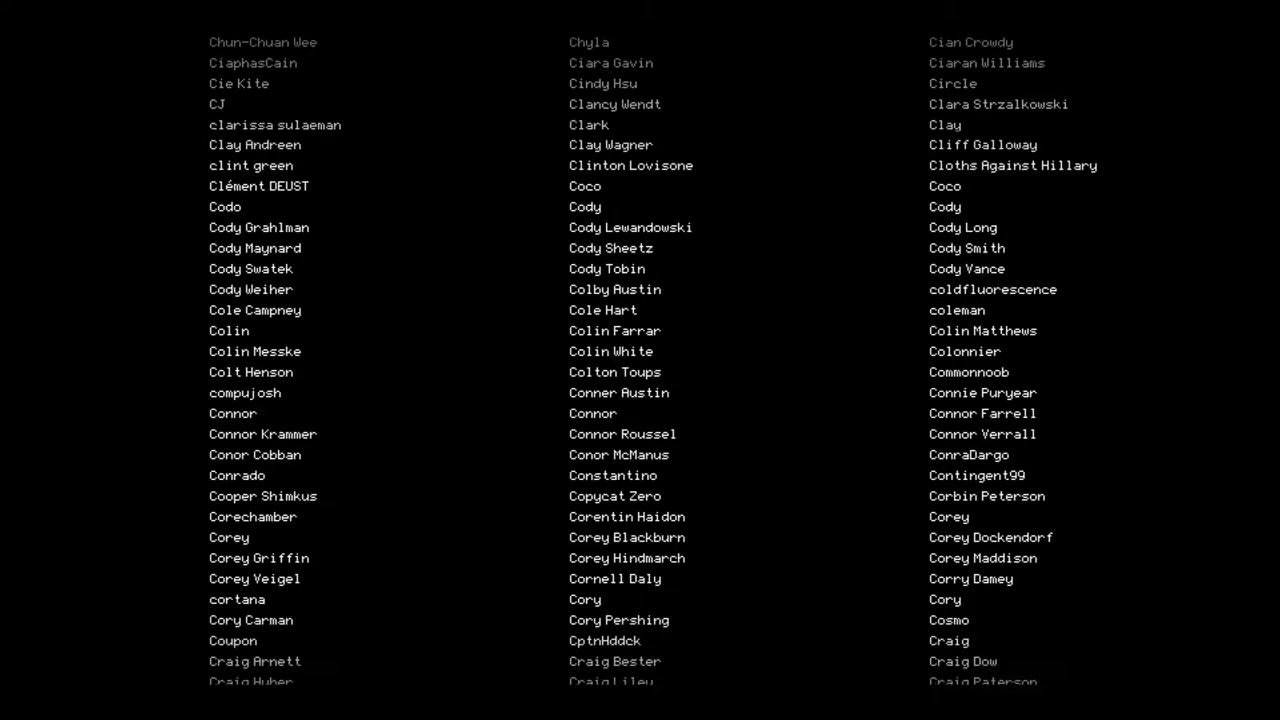 Chun-Chuan Wee Chyla Cian Crowdy
CiaphasCain Ciara Gavin Ciaran Williams
Cie Kite Cindy Hsu Circle
CJ Clancy Wendt Clara Strzalkowski
clarissa sulaeman Clark Clay
Clay Andreen Clay Wagner Cliff Galloway
clint green Clinton Lovisone Cloths Against Hillary
Clément DEUST Coco Coco
Codo Cody Cody
Cody Grahlman Cody Lewandowski Cody Long
Cody Maynard Cody Sheetz Cody Smith
Cody Swatek Cody Tobin Cody Vance
Cody Weiher Colby Austin coldfluorescence
Cole Campney Cole Hart coleman
Colin Colin Farrar Colin Matthews
Colin Messke Colin White Colonnier
Colt Henson Colton Toups Commonnoob
compujosh Conner Austin Connie Puryear
Connor Connor Connor Farrell
Connor Krammer Connor Roussel Connor Verrall
Conor Cobban Conor McManus ConraDargo
Conrado Constantino Contingent99
Cooper Shimkus Copycat Zero Corbin Peterson
Corechamber Corentin Haidon Corey
Corey Corey Blackburn Corey Dockendorf
Corey Griffin Corey Hindmarch Corey Maddison
Corey Veigel Cornell Daly Corry Damey
cortana Cory Cory
Cory Carman Cory Pershing Cosmo
Coupon CptnHddck Craig
Craig Arnett Craig Bester Craig Dow
Craig Huher Craig Liley Craig Paterson